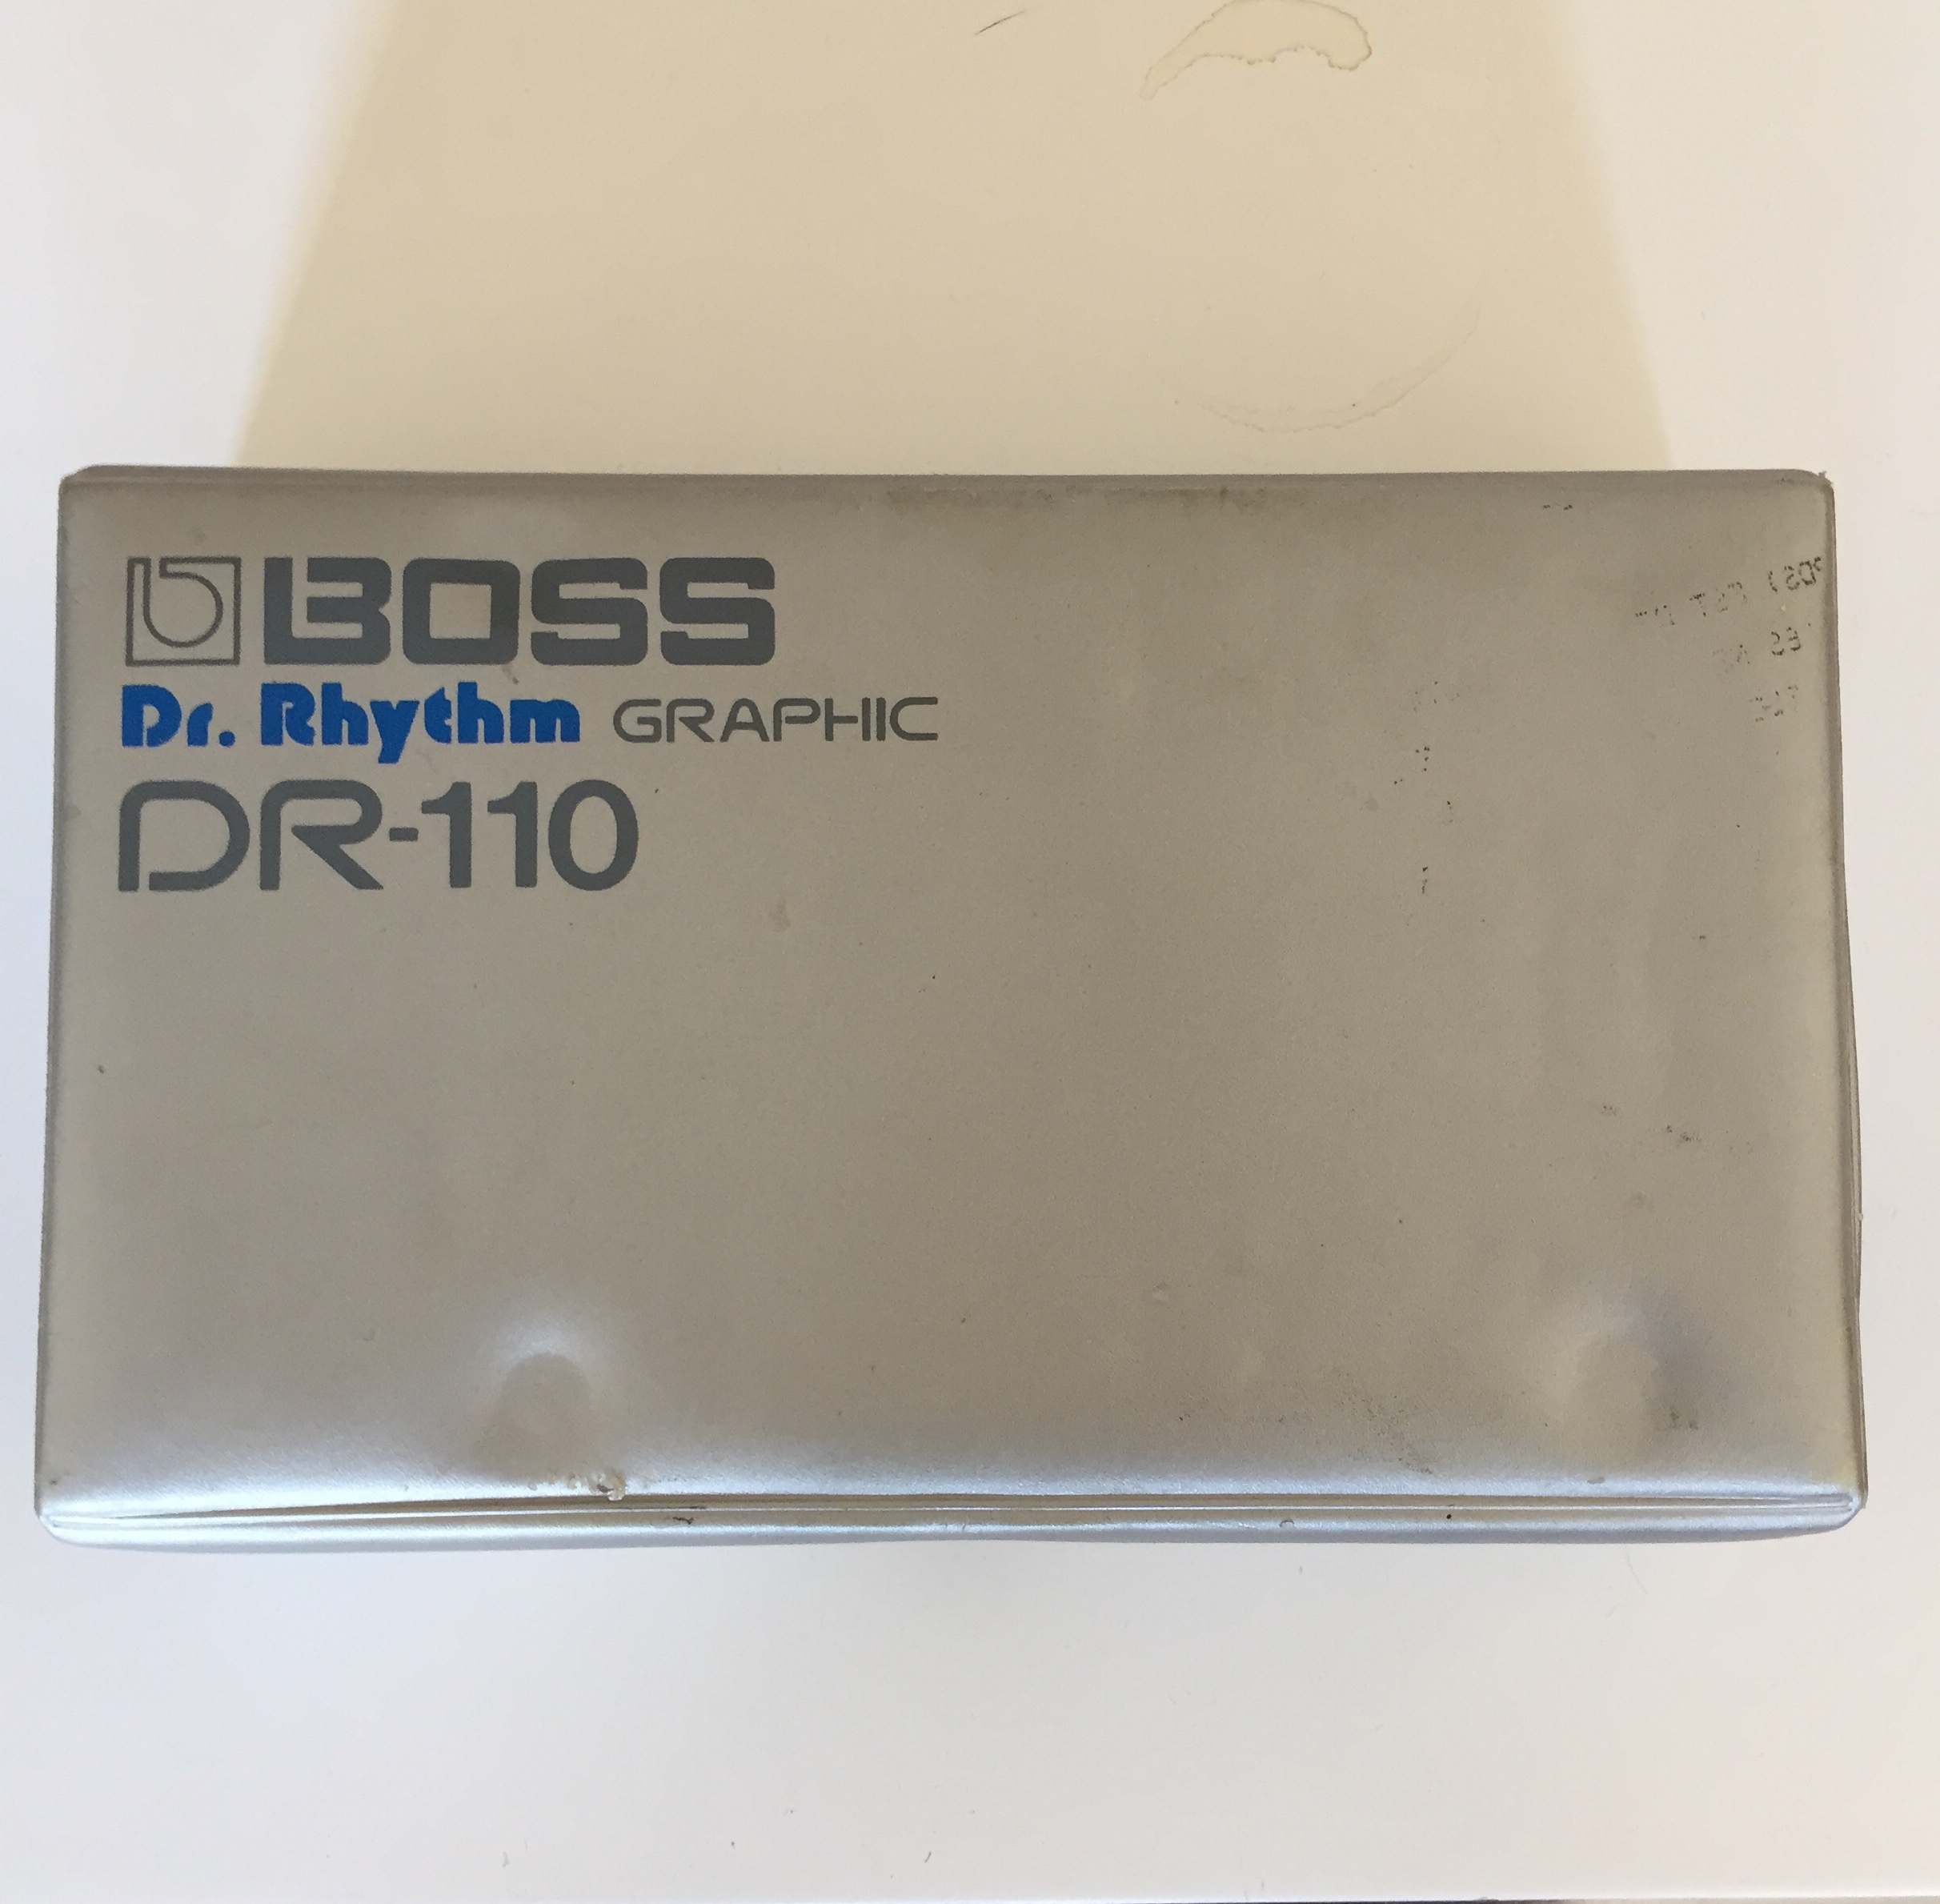 BOSS
Dr. Rhythm GRAPHIC
DR-110